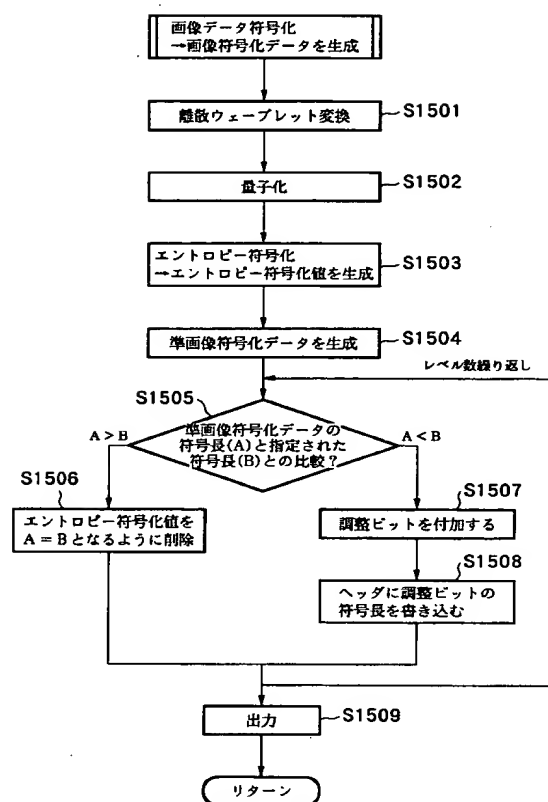 画像データ符号化
→画像符号化データを生成
離散ウェーブレット変換
S1501
量子化
S1502
エントロピー符号化
→エントロピー符号化値を生成
S1503
準画像符号化データを生成
S1504
レベル数繰り返し
S1505
準画像符号化データの
符号長(A)と指定された
符号長(B)との比較?
A>B
A<B
S1506
エントロピー符号化値を
A=Bとなるように削除
S1507
調整ビットを付加する
S1508
ヘッダに調整ビットの
符号長を書き込む
出力
S1509
リターン